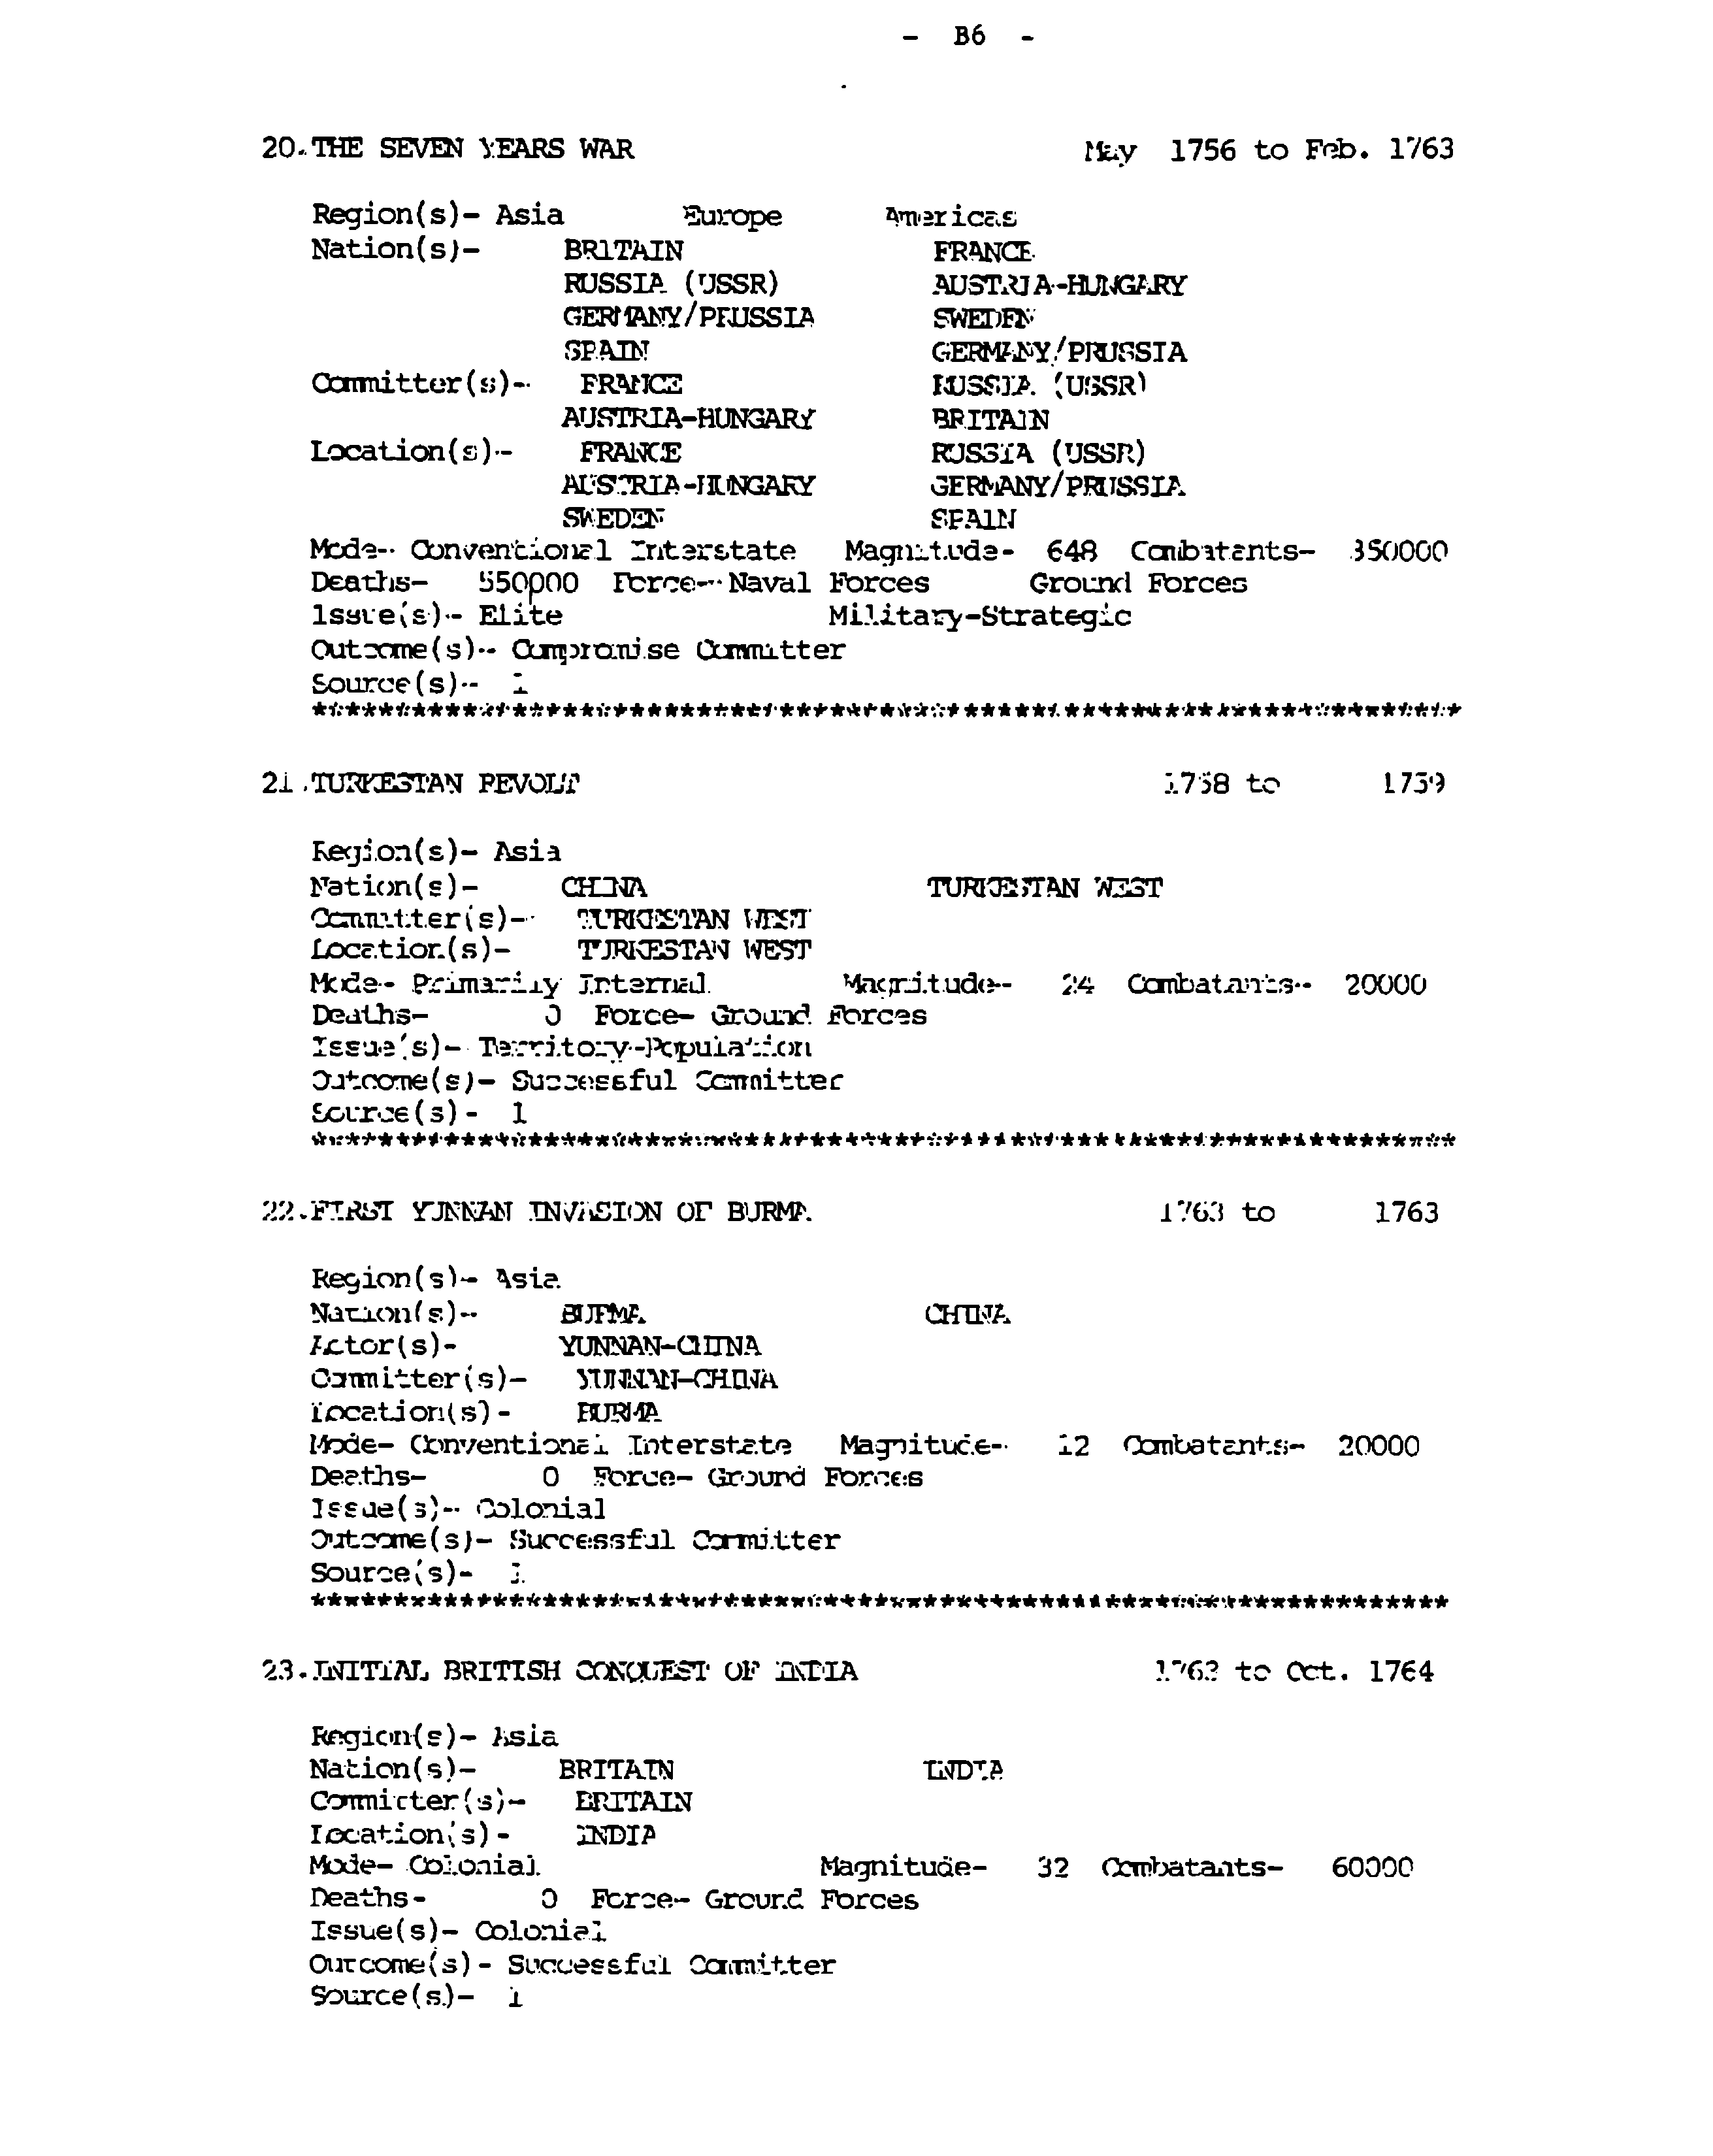 - B6 -
20. THE SEVEN YEARS WAR May 1756 to Feb. 1763
Region(s)- Asia Europe Americas
Nation(s)- BRITAIN FRANCE
RUSSIA (USSR) AUSTRIA-HUNGARY
GERMANY/PRUSSIA SWEDEN
SPAIN GERMANY/PRUSSIA
Committer(s)- FRANCE RUSSIA (USSR)
AUSTRIA-HUNGARY BRITAIN
Location(s)- FRANCE RUSSIA (USSR)
AUSTRIA-HUNGARY GERMANY/PRUSSIA
SWEDEN SPAIN
Mode- Conventional Interstate Magnitude- 648 Combatants- 350000
Deaths- 550000 Force- Naval Forces Ground Forces
Issue(s)- Elite Military-Strategic
Outcome(s)- Compromise Committer
Source(s)- 1
21. TURKESTAN REVOLT 1758 to 1759
Region(s)- Asia
Nation(s)- CHINA TURKESTAN WEST
Committer(s)- TURKESTAN WEST
Location(s)- TURKESTAN WEST
Mode- Primarily Internal Magnitude- 24 Combatants- 20000
Deaths- 0 Force- Ground Forces
Issue(s)- Territory-Population
Outcome(s)- Successful Committer
Source(s)- 1
22. FIRST YUNNAN INVASION OF BURMA 1763 to 1763
Region(s)- Asia
Nation(s)- BURMA CHINA
Actor(s)- YUNNAN-CHINA
Committer(s)- YUNNAN-CHINA
Location(s)- BURMA
Mode- Conventional Interstate Magnitude- 12 Combatants- 20000
Deaths- 0 Force- Ground Forces
Issue(s)- Colonial
Outcome(s)- Successful Committer
Source(s)- 1
23. INITIAL BRITISH CONQUEST OF INDIA to Oct. 1764
Region(s)- Asia
Nation(s)- BRITAIN INDIA
Committer(s)- BRITAIN
Location(s)- INDIA
Mode- Colonial Magnitude- 32 Combatants- 60000
Deaths- 0 Force- Ground Forces
Issue(s)- Colonial
Outcome(s)- Successful Committer
Source(s)- 1